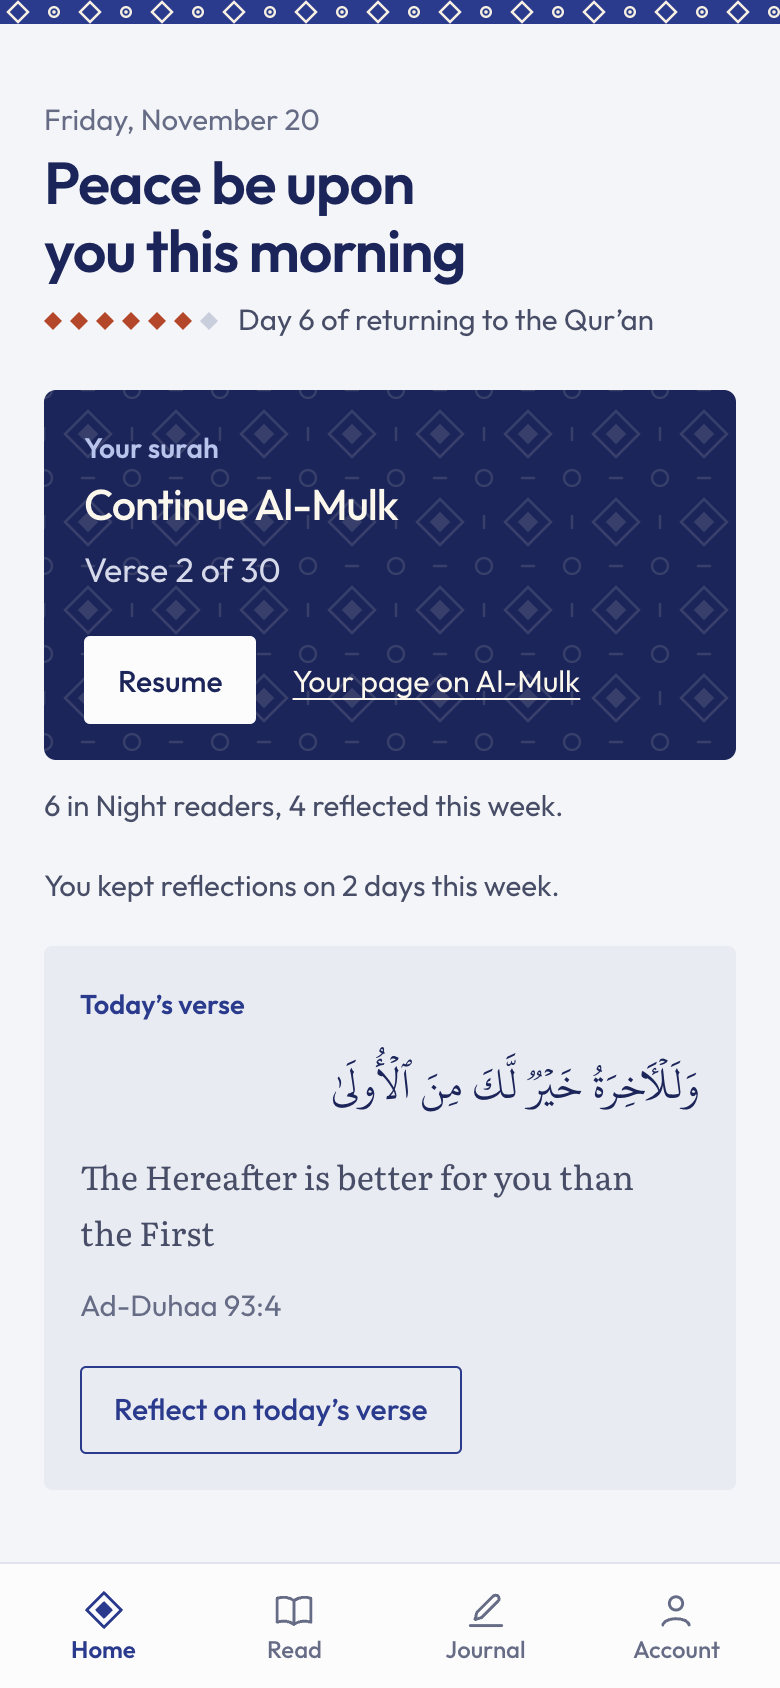 Friday, November 20
Peace be upon
you this morning
Day 6 of returning to the Qur’an
Your surah
Continue Al-Mulk
Verse 2 of 30
Resume
Your page on Al-Mulk
6 in Night readers, 4 reflected this week.
You kept reflections on 2 days this week.
Today’s verse
وَلَلْـَٔاخِرَةُ خَيْرٌۭ لَّكَ مِنَ ٱلْأُولَىٰ
The Hereafter is better for you than
the First
Ad-Duhaa 93:4
Reflect on today’s verse
Home
Read
Journal
Account